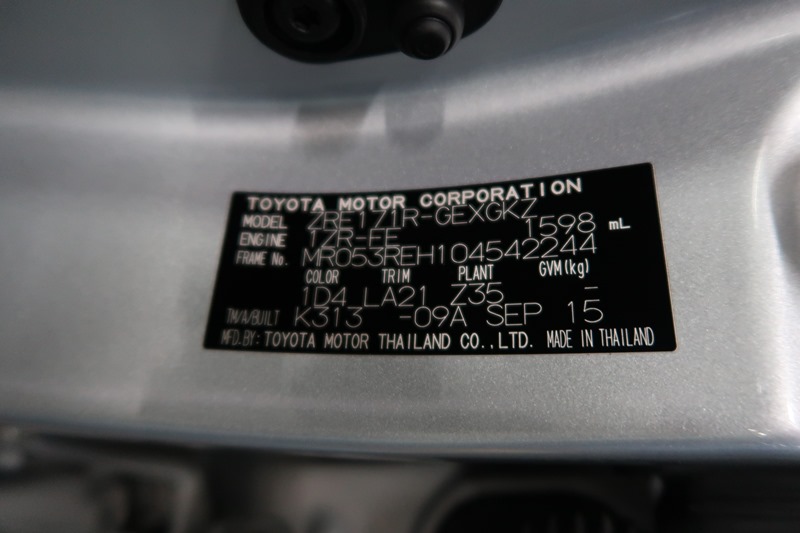 TOYOTA MOTOR CORPORATION
MODEL ZRE171R-GEXGKZ
ENGINE 1ZR-FE 1598 mL
FRAME No. MR053REH104542244
COLOR TRIM PLANT GVM(kg)
1D4 LA21 Z35 -
TM/A/BUILT K313 -09A SEP 15
MFD.BY: TOYOTA MOTOR THAILAND CO.,LTD. MADE IN THAILAND